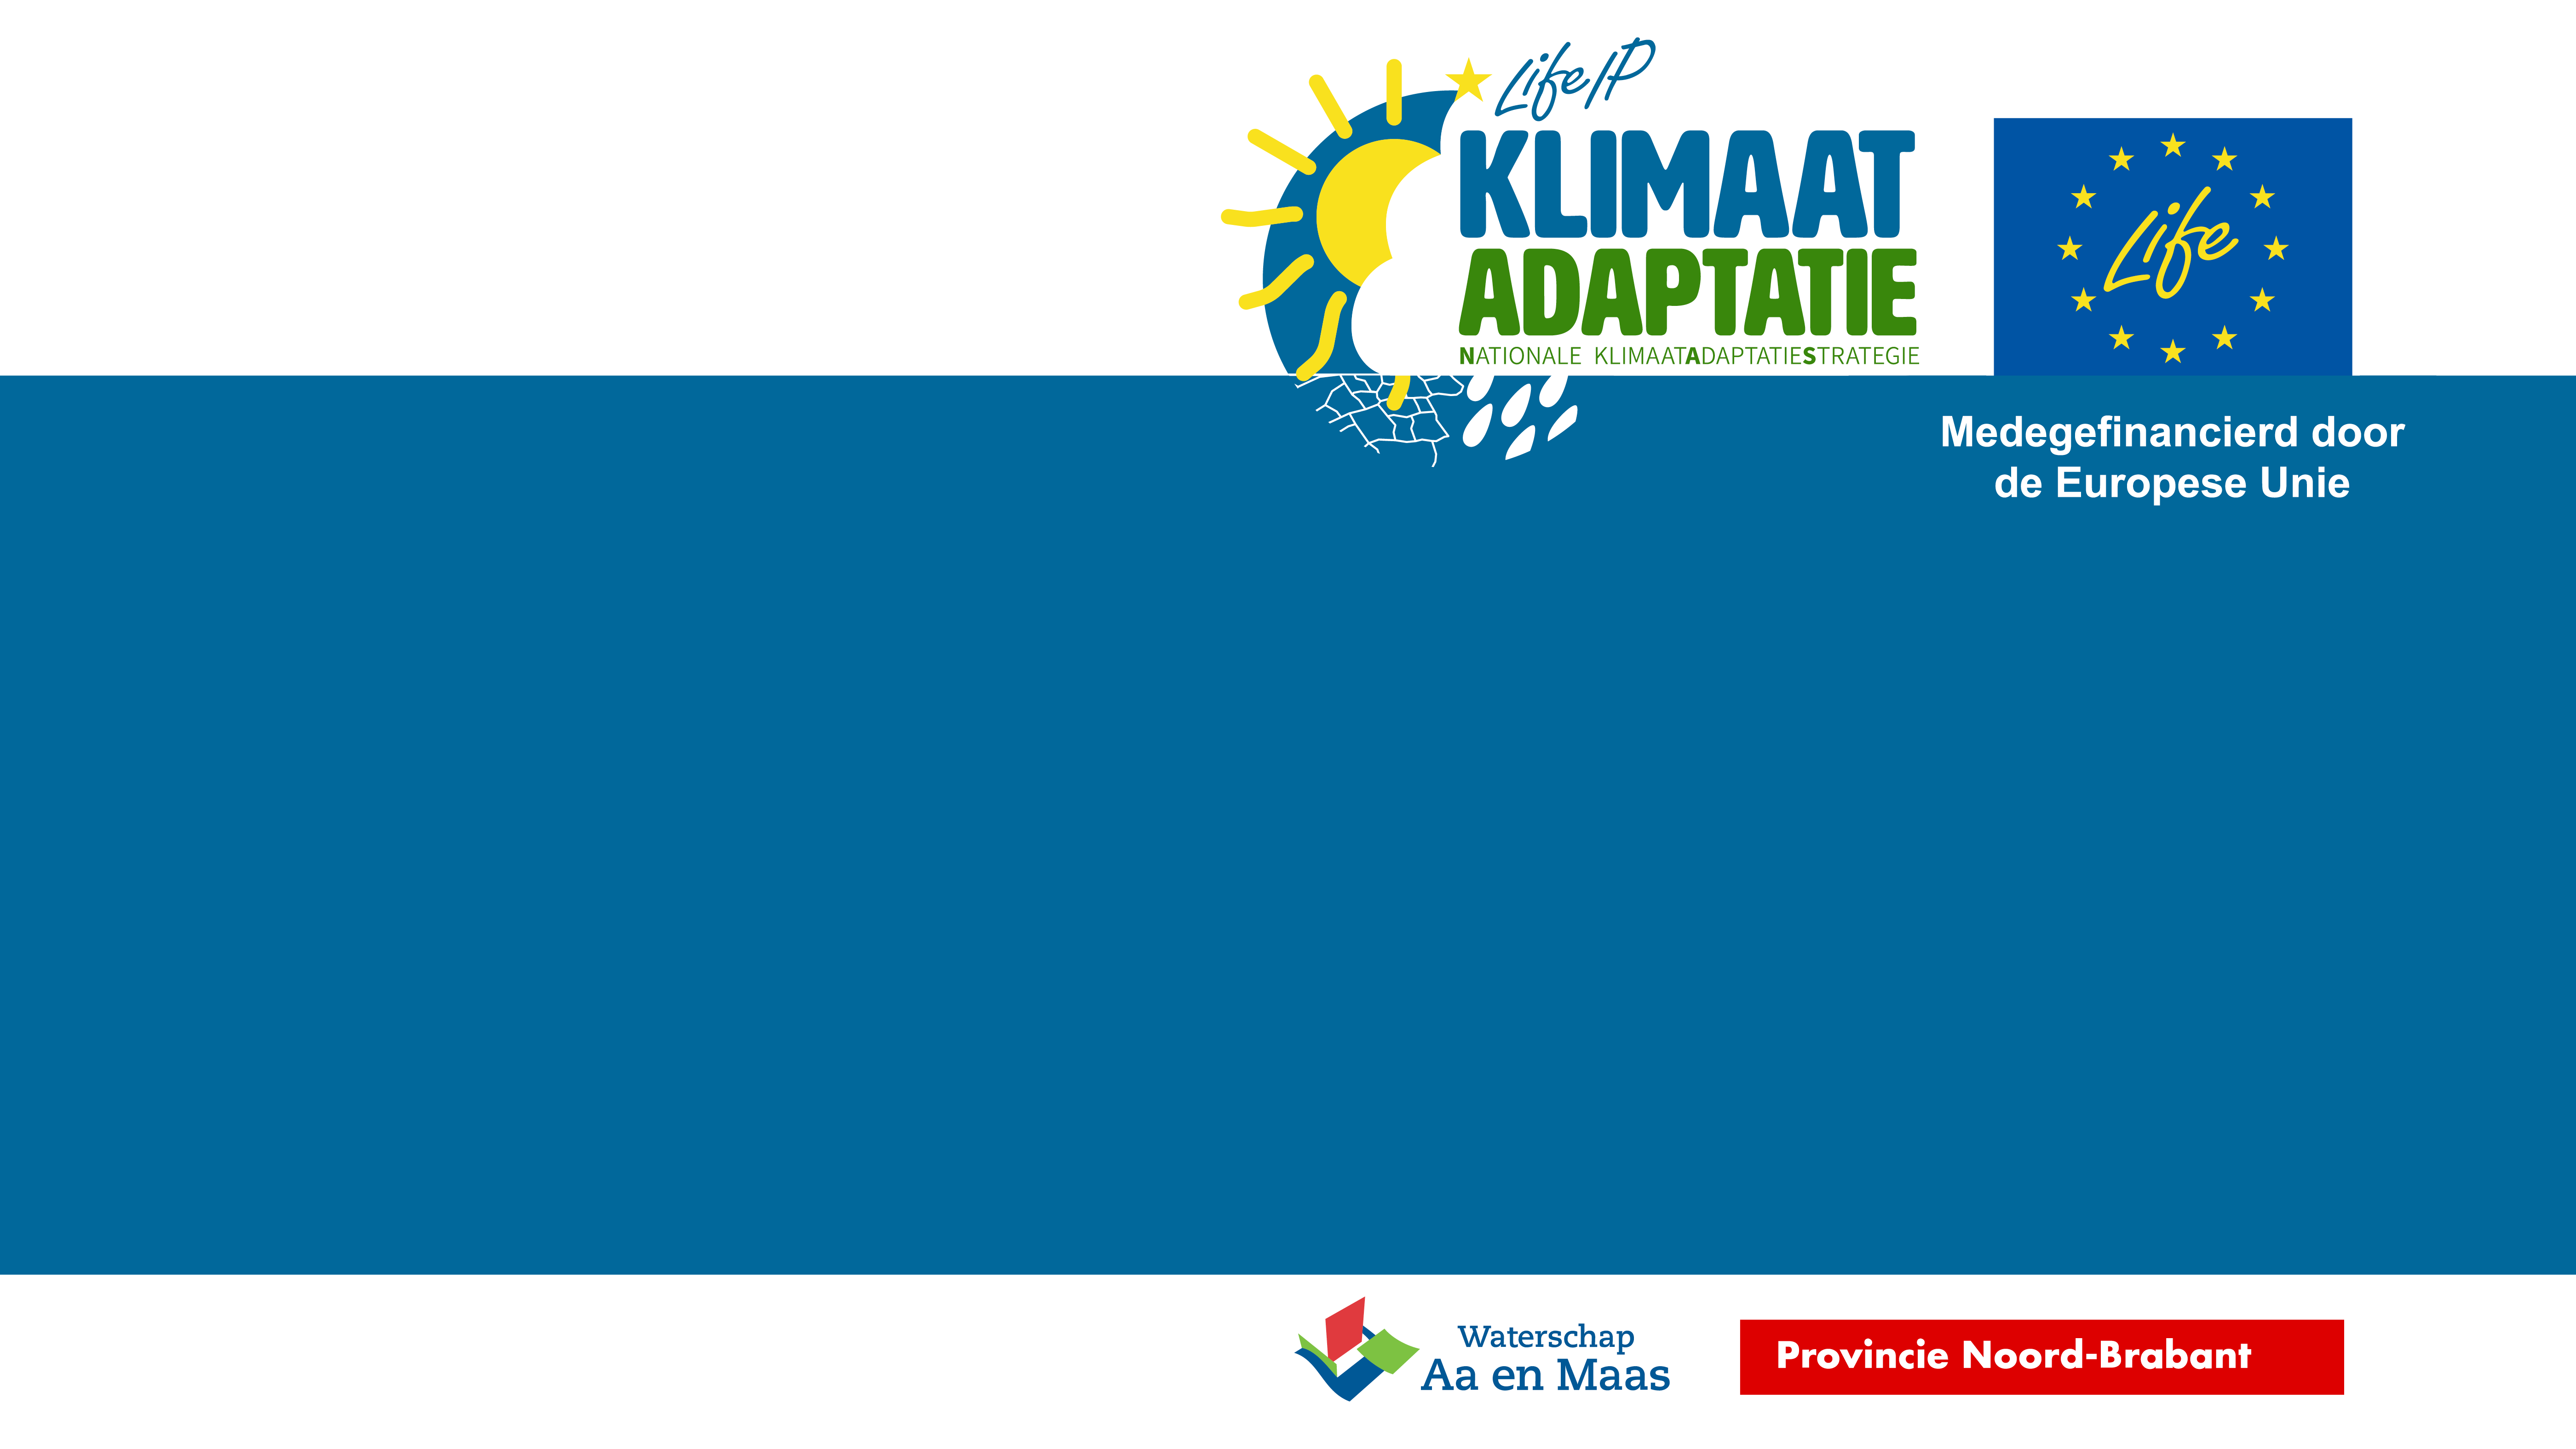 Life IP
KLIMAAT
ADAPTATIE
NATIONALE KLIMAATADAPTATIESTRATEGIE
Life
Medegefinancierd door
de Europese Unie
Waterschap
Aa en Maas
Provincie Noord-Brabant